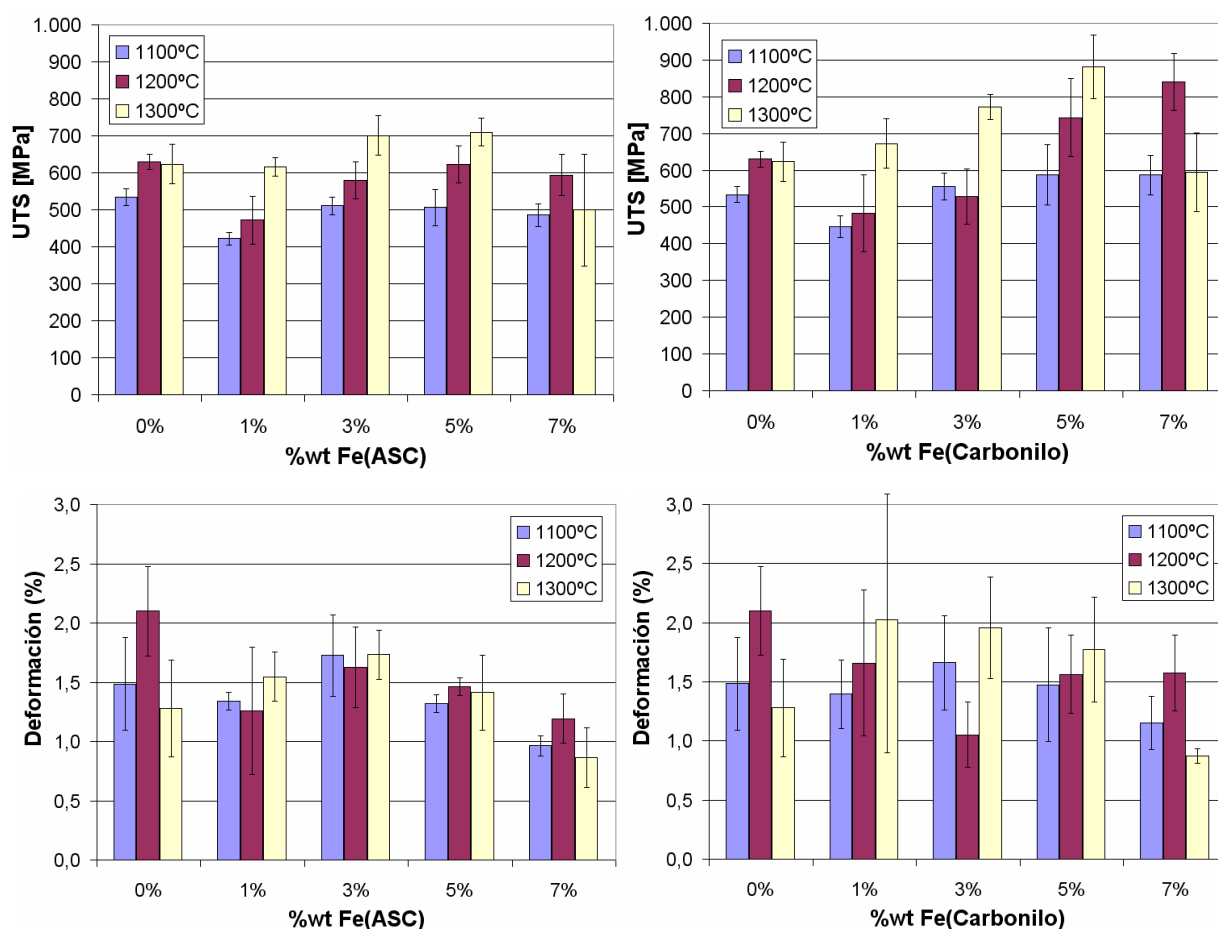 1.000
900
800
700
600
500
400
300
200
100
0
UTS [MPa]
1100ºC
1200ºC
1300ºC
0% 1% 3% 5% 7%
%wt Fe(ASC)
1.000
900
800
700
600
500
400
300
200
100
0
UTS [MPa]
1100ºC
1200ºC
1300ºC
0% 1% 3% 5% 7%
%wt Fe(Carbonilo)
3,0
2,5
2,0
1,5
1,0
0,5
0,0
Deformación (%)
1100ºC
1200ºC
1300ºC
0% 1% 3% 5% 7%
%wt Fe(ASC)
3,0
2,5
2,0
1,5
1,0
0,5
0,0
Deformación (%)
1100ºC
1200ºC
1300ºC
0% 1% 3% 5% 7%
%wt Fe(Carbonilo)